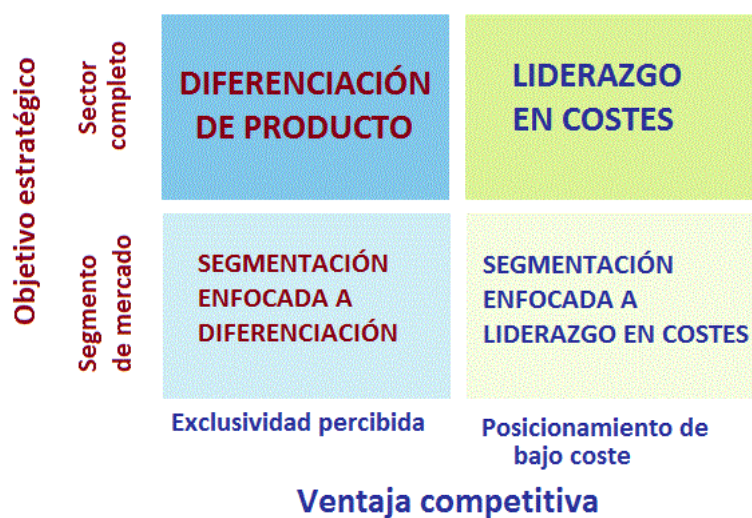 Objetivo estratégico
Sector
completo
DIFERENCIACIÓN
DE PRODUCTO
LIDERAZGO
EN COSTES
Segmento
de mercado
SEGMENTACIÓN
ENFOCADA A
DIFERENCIACIÓN
SEGMENTACIÓN
ENFOCADA A
LIDERAZGO EN COSTES
Exclusividad percibida
Posicionamiento de
bajo coste
Ventaja competitiva